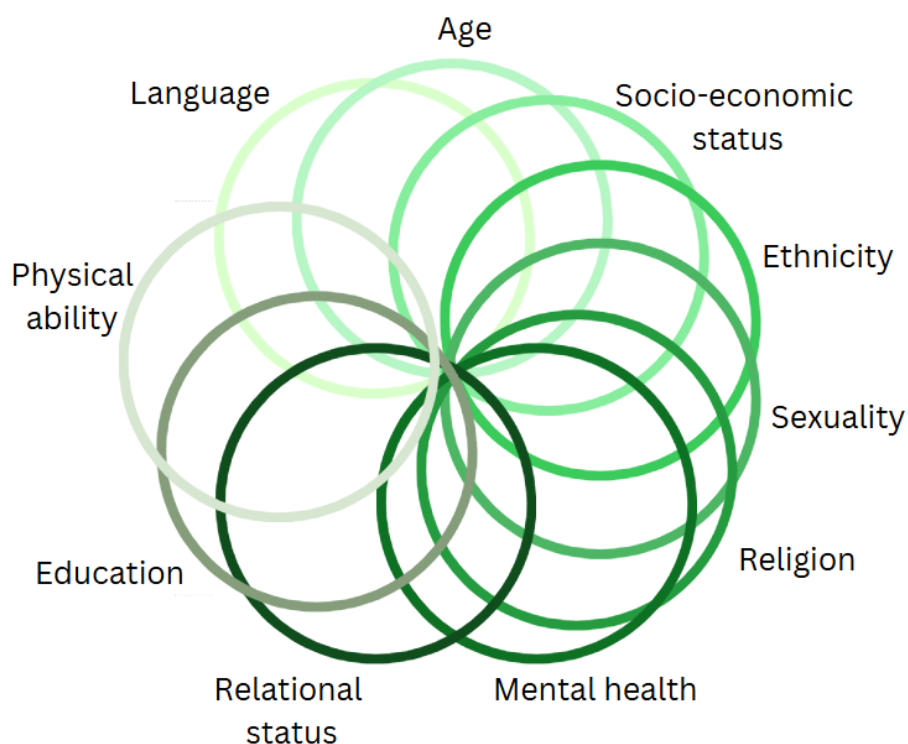 Age
Language
Socio-economic
status
Ethnicity
Physical
ability
Sexuality
Religion
Education
Relational
status
Mental health